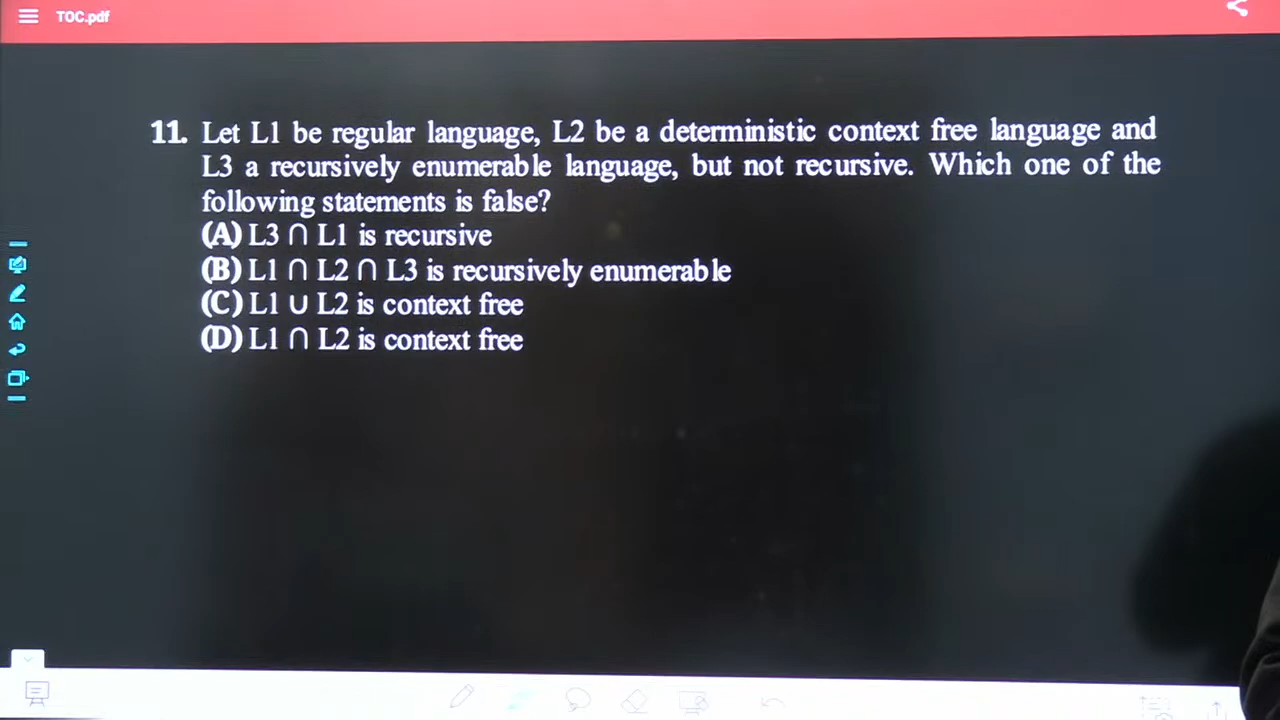 TOC.pdf
11. Let L1 be regular language, L2 be a deterministic context free language and
L3 a recursively enumerable language, but not recursive. Which one of the
following statements is false?
(A) L3 ∩ L1 is recursive
(B) L1 ∩ L2 ∩ L3 is recursively enumerable
(C) L1 ∪ L2 is context free
(D) L1 ∩ L2 is context free